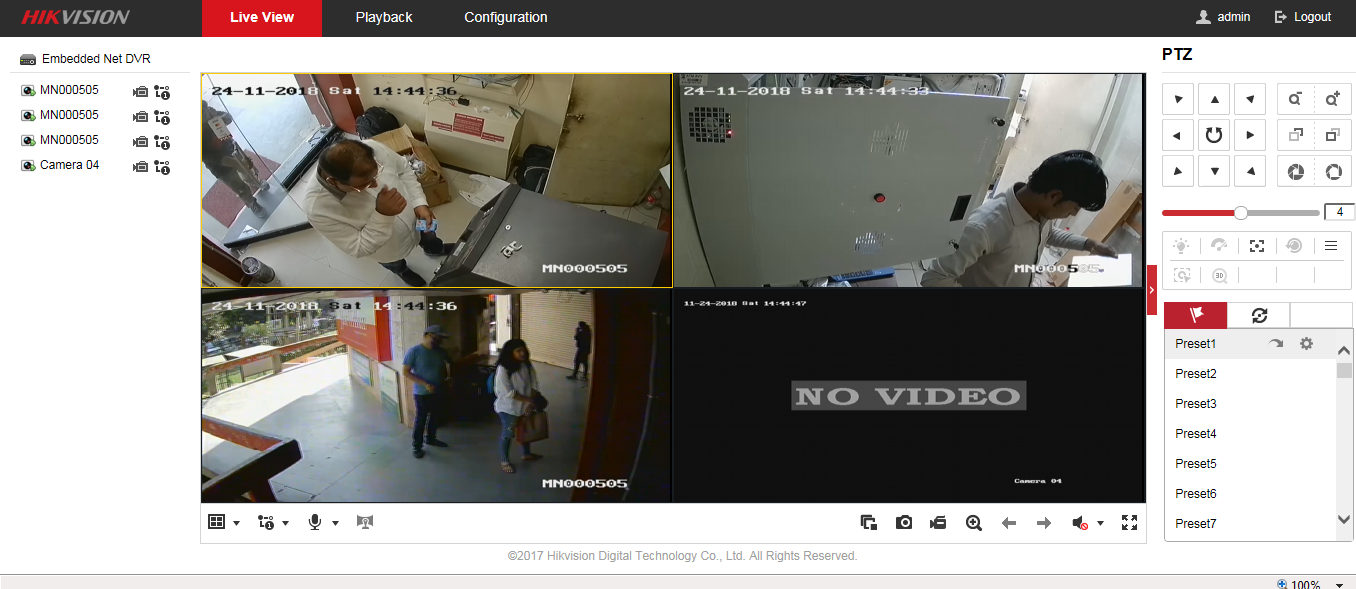 HIKVISION
Live View
Playback
Configuration
admin
Logout
Embedded Net DVR
MN000505
MN000505
MN000505
Camera 04
24-11-2018 Sat 14:44:36
MN000505
24-11-2018 Sat 14:44:33
MN000505
24-11-2018 Sat 14:44:36
MN000505
11-24-2018 Sat 14:44:47
NO VIDEO
Camera 04
PTZ
4
3D
Preset1
Preset2
Preset3
Preset4
Preset5
Preset6
Preset7
©2017 Hikvision Digital Technology Co., Ltd. All Rights Reserved.
100%